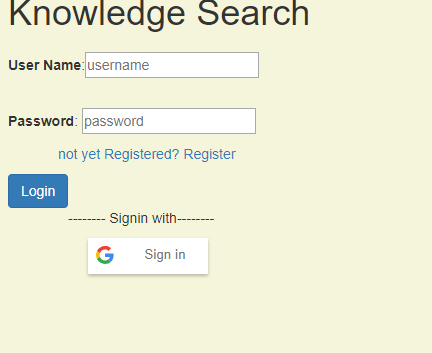 Knowledge Search
User Name:username
Password: password
not yet Registered? Register
Login
-------- Signin with--------
Sign in